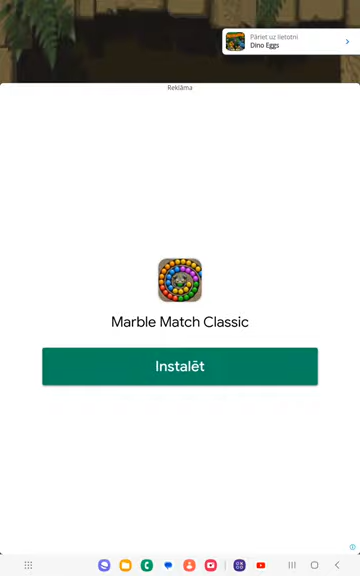 Pāriet uz lietotni
Dino Eggs
Reklāma
Marble Match Classic
Instalēt